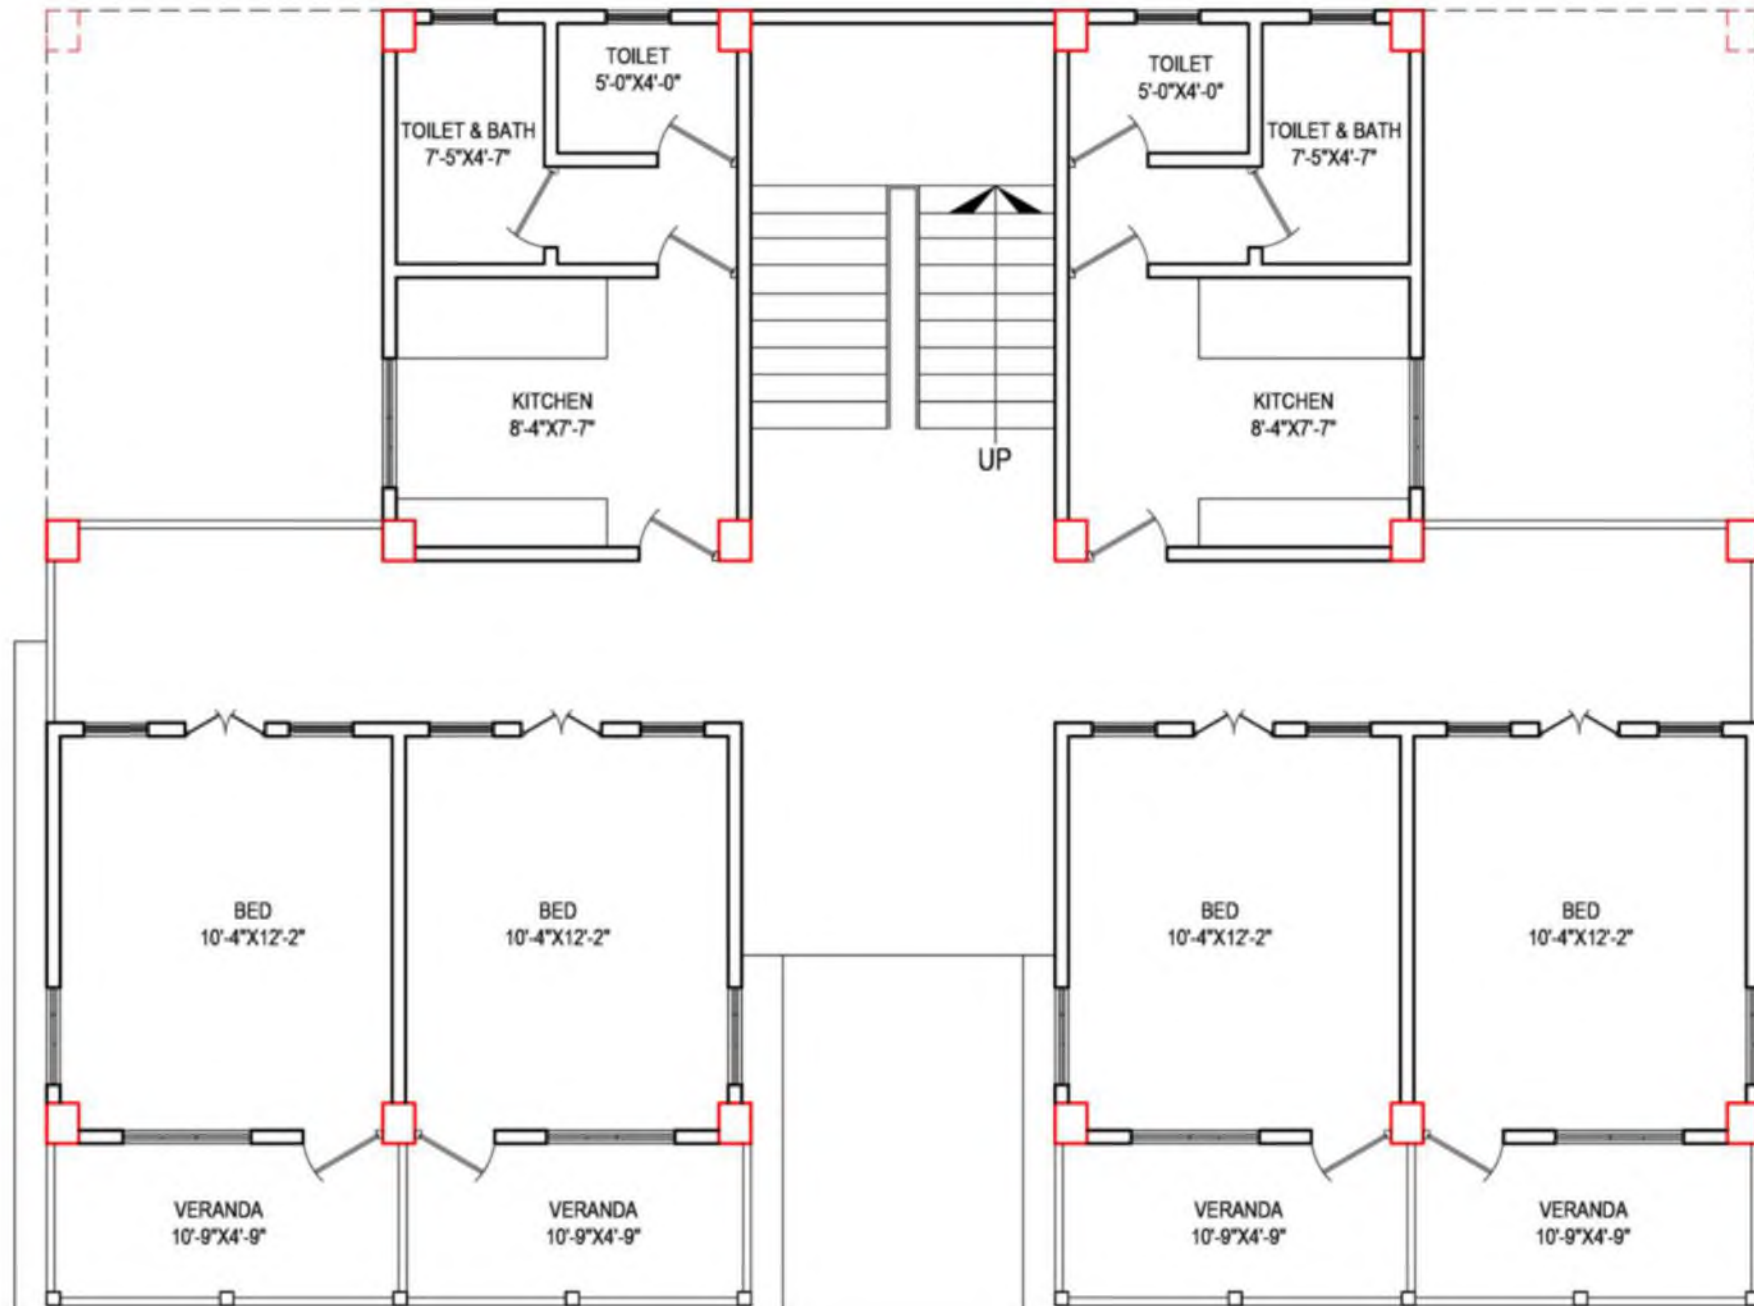 TOILET
5'-0"X4'-0"
TOILET
5'-0"X4'-0"
TOILET & BATH
7'-5"X4'-7"
TOILET & BATH
7'-5"X4'-7"
KITCHEN
8'-4"X7'-7"
KITCHEN
8'-4"X7'-7"
UP
BED
10'-4"X12'-2"
BED
10'-4"X12'-2"
BED
10'-4"X12'-2"
BED
10'-4"X12'-2"
VERANDA
10'-9"X4'-9"
VERANDA
10'-9"X4'-9"
VERANDA
10'-9"X4'-9"
VERANDA
10'-9"X4'-9"